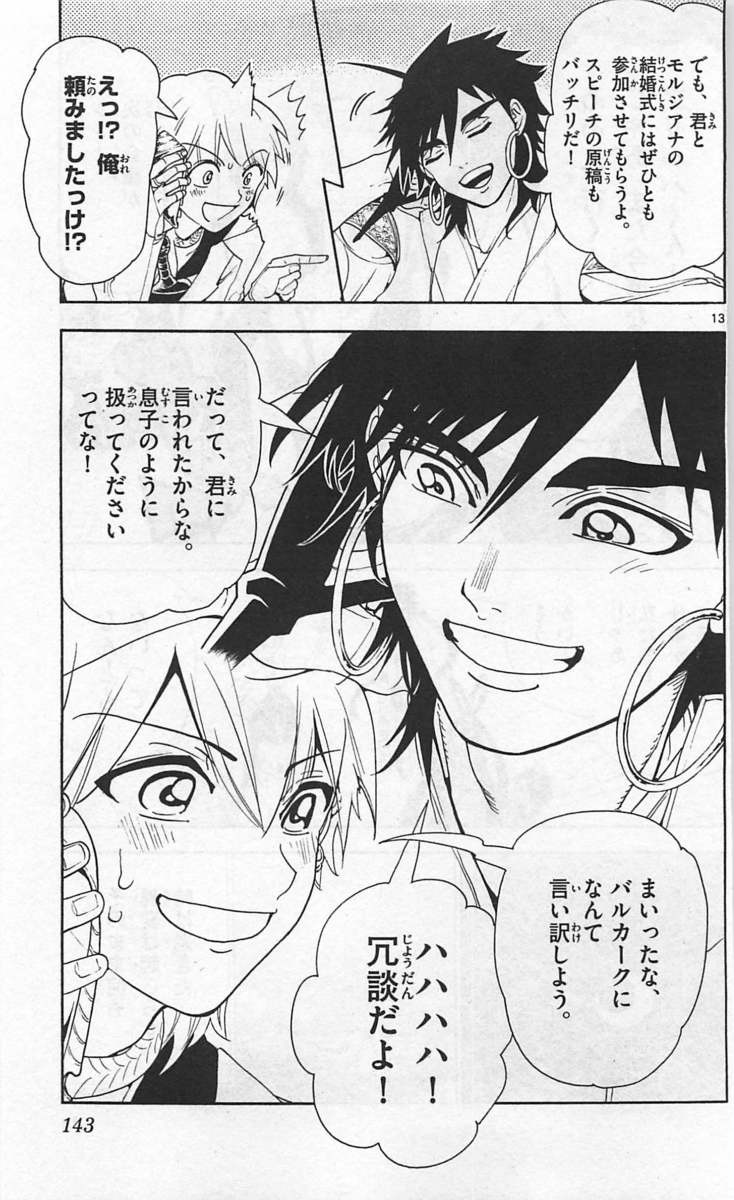 でも、君と
モルジアナの
結婚式にはぜひとも
参加させてもらうよ。
スピーチの原稿も
バッチリだ!
えっ!?俺
頼みましたっけ!?
13
だって、君に
言われたからな。
息子のように
扱ってください
ってな!
まいったな、
バルカークに
なんて
言い訳しよう。
ハハハハ!
冗談だよ!
143